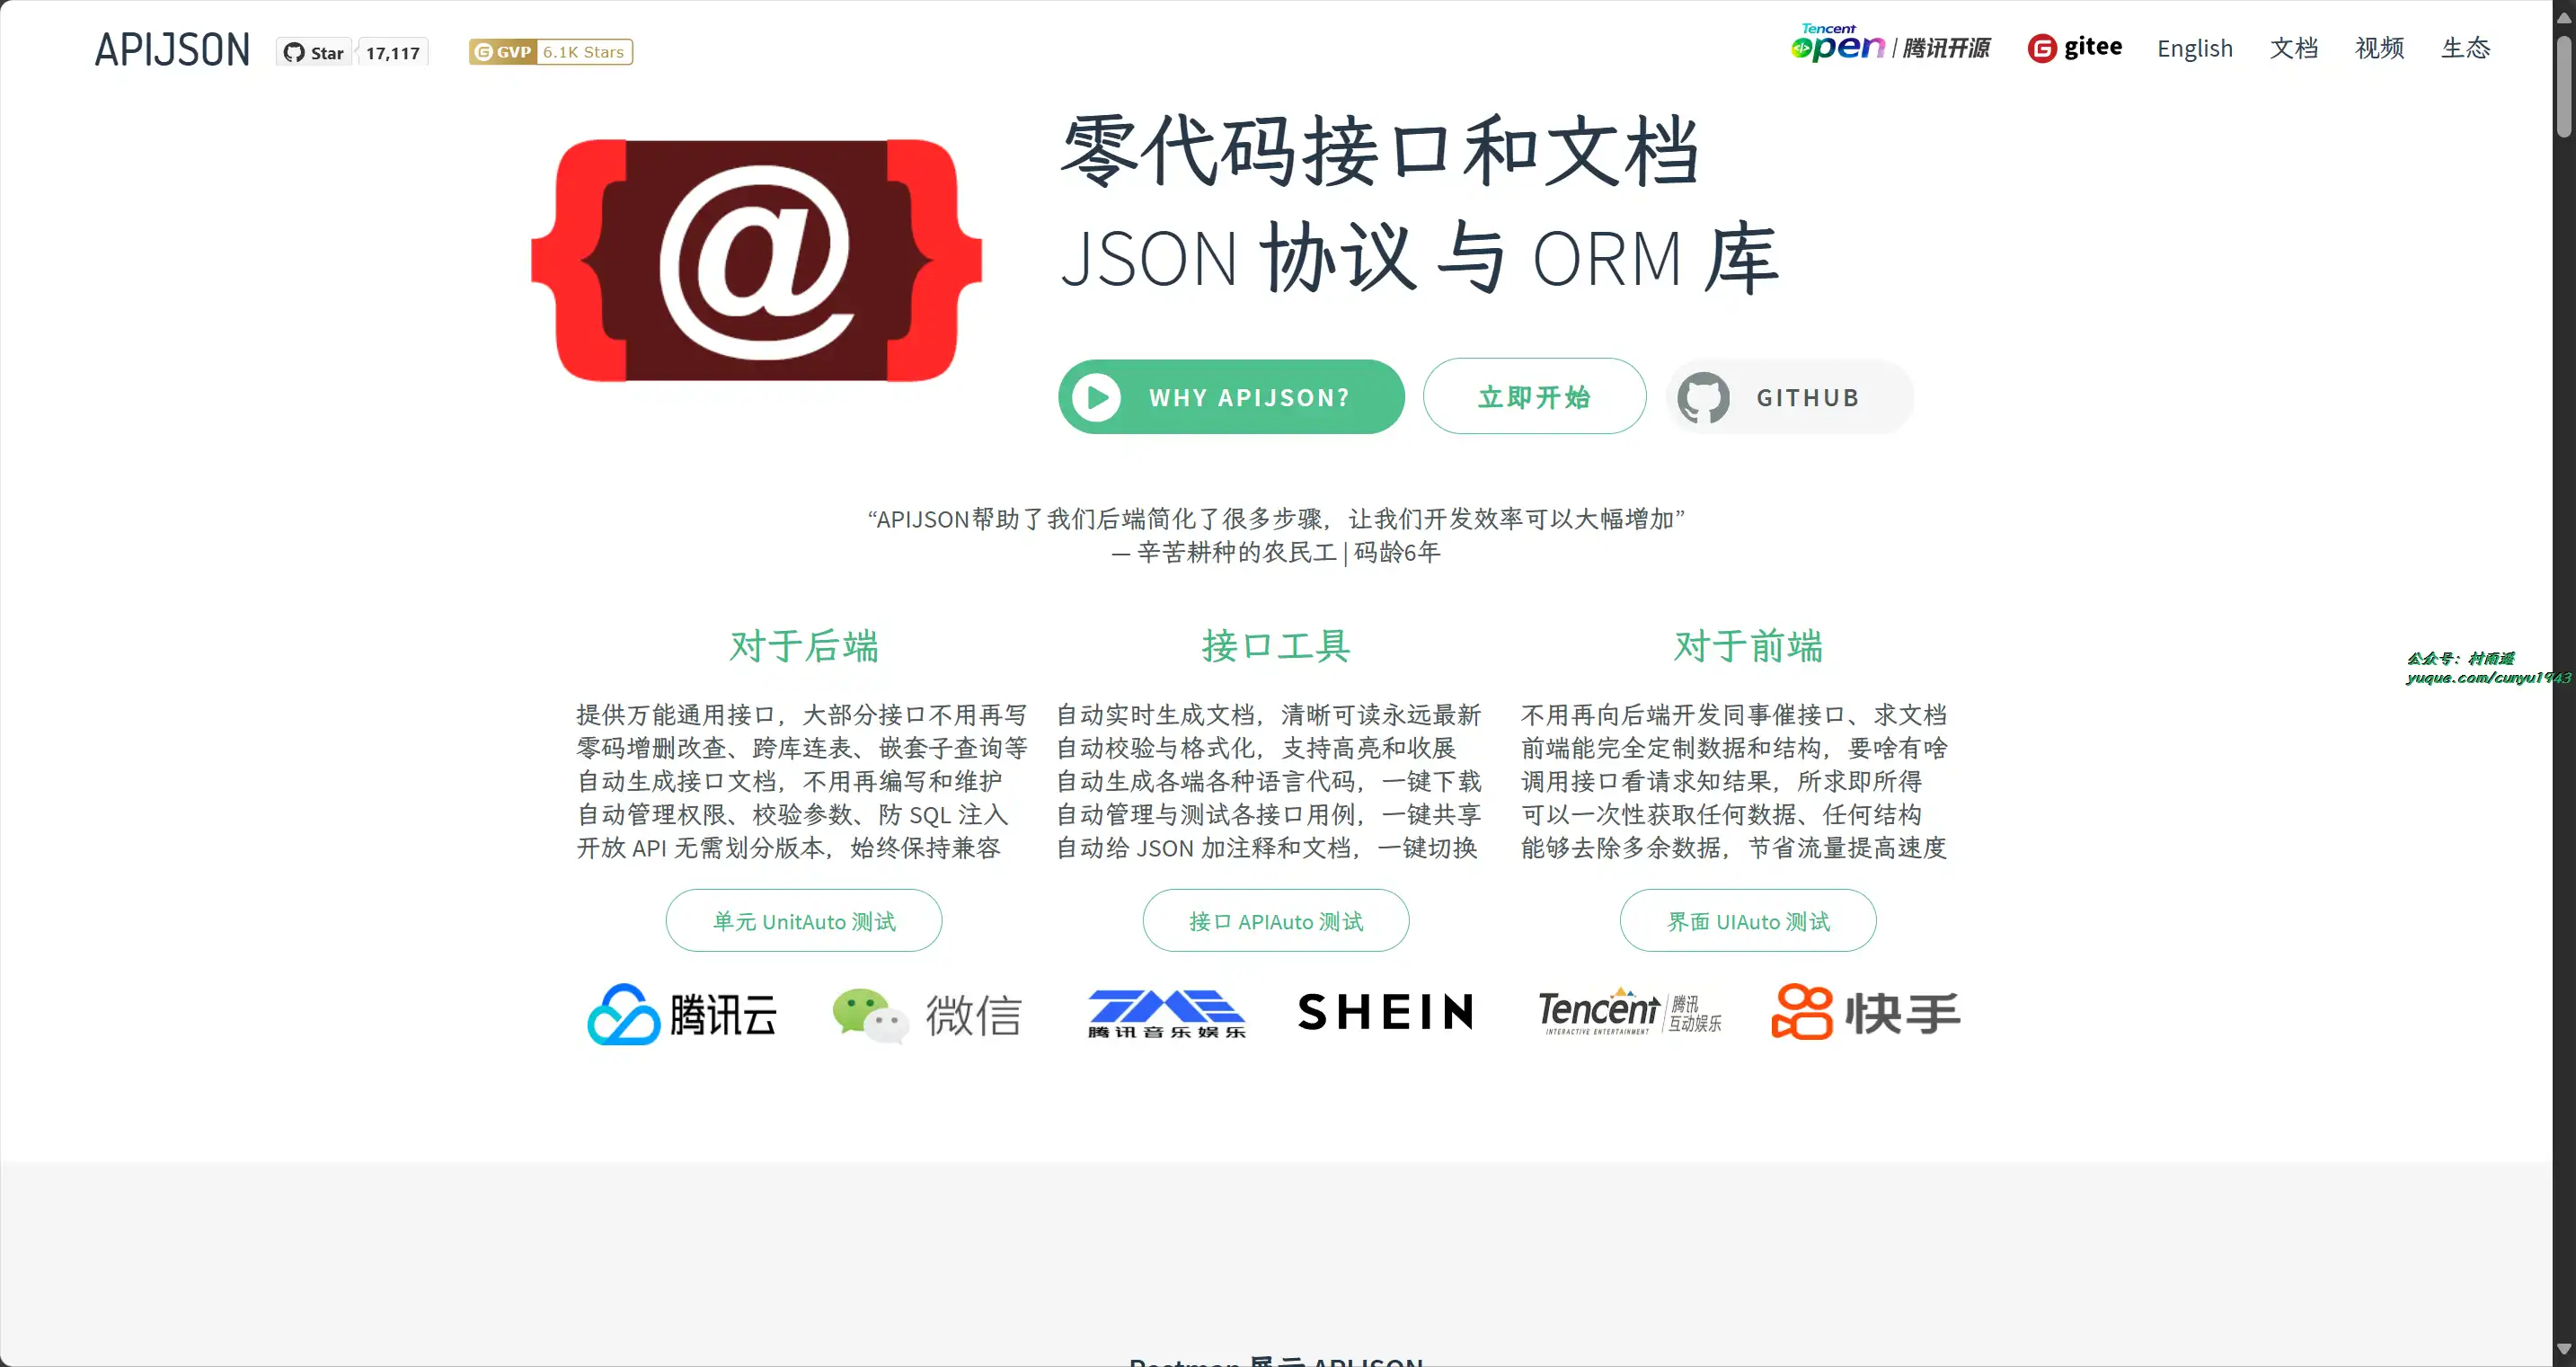 APIJSON Star 17,117 GVP 6.1K Stars Tencent open 腾讯开源 gitee English 文档 视频 生态
零代码接口和文档
JSON 协议 与 ORM 库
@
WHY APIJSON? 立即开始 GITHUB
“APIJSON帮助了我们后端简化了很多步骤，让我们开发效率可以大幅增加”
— 辛苦耕种的农民工 | 码龄6年
对于后端
提供万能通用接口，大部分接口不用再写
零码增删改查、跨库连表、嵌套子查询等
自动生成接口文档，不用再编写和维护
自动管理权限、校验参数、防 SQL 注入
开放 API 无需划分版本，始终保持兼容
单元 UnitAuto 测试
接口工具
自动实时生成文档，清晰可读永远最新
自动校验与格式化，支持高亮和收展
自动生成各端各种语言代码，一键下载
自动管理与测试各接口用例，一键共享
自动给 JSON 加注释和文档，一键切换
接口 APIAuto 测试
对于前端
不用再向后端开发同事催接口、求文档
前端能完全定制数据和结构，要啥有啥
调用接口看请求知结果，所求即所得
可以一次性获取任何数据、任何结构
能够去除多余数据，节省流量提高速度
界面 UIAuto 测试
公众号：村雨遥
yuque.com/cunyu1943
腾讯云 微信 TME 腾讯音乐娱乐 SHEIN Tencent INTERACTIVE ENTERTAINMENT 腾讯互动娱乐 快手
Postman 展示 APIJSON